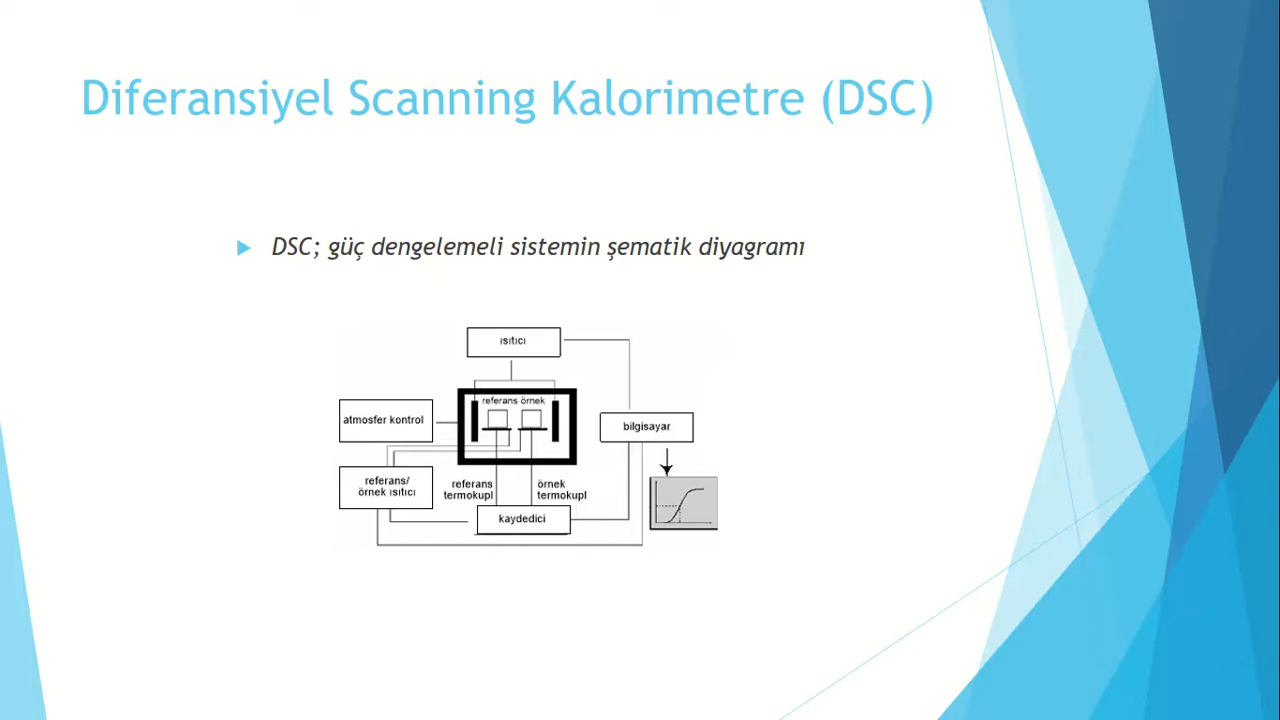 Diferansiyel Scanning Kalorimetre (DSC)
DSC; güç dengelemeli sistemin şematik diyagramı
ısıtıcı
referans örnek
atmosfer kontrol
bilgisayar
referans/
örnek ısıtıcı
referans
termokupl
örnek
termokupl
kaydedici